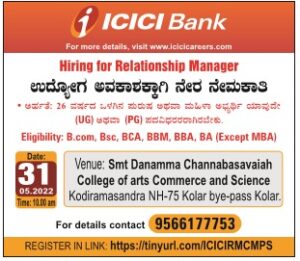 i ICICI Bank
For more details, visit www.icicicareers.com
Hiring for Relationship Manager
ಉದ್ಯೋಗ ಅವಕಾಶಕ್ಕಾಗಿ ನೇರ ನೇಮಕಾತಿ
• ಅರ್ಹತೆ: 26 ವರ್ಷದ ಒಳಗಿನ ಪುರುಷ ಅಥವಾ ಮಹಿಳಾ ಅಭ್ಯರ್ಥಿ ಯಾವುದೇ
(UG) ಅಥವಾ (PG) ಪದವಿಧರರಾಗಿರಬೇಕು.
Eligibility: B.com, Bsc, BCA, BBM, BBA, BA (Except MBA)
Date:
31
05.2022
Time: 10.00 am
Venue: Smt Danamma Channabasavaiah
College of arts Commerce and Science
Kodiramasandra NH-75 Kolar bye-pass Kolar.
For details contact 9566177753
REGISTER IN LINK: https://tinyurl.com/ICICIRMCMPS